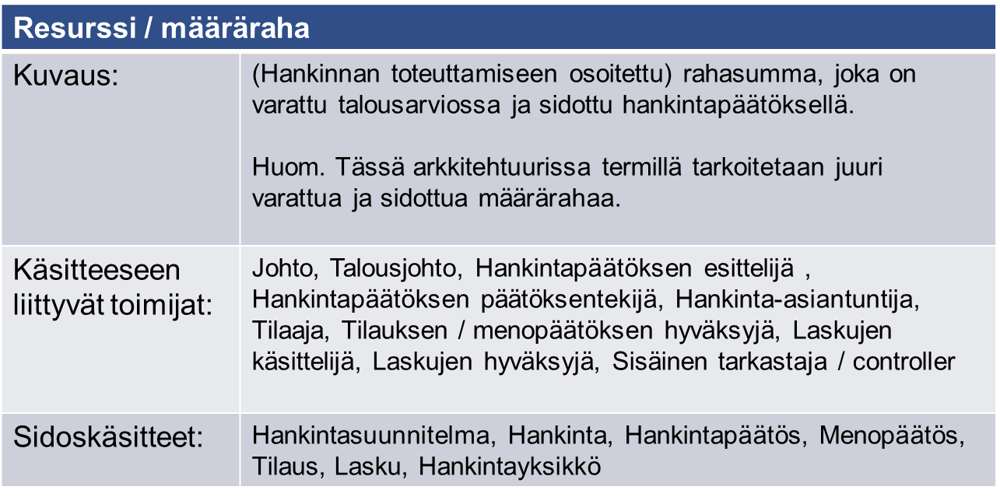 Resurssi / määräraha
Kuvaus:
(Hankinnan toteuttamiseen osoitettu) rahasumma, joka on
varattu talousarviossa ja sidottu hankintapäätöksellä.
Huom. Tässä arkkitehtuurissa termillä tarkoitetaan juuri
varattua ja sidottua määrärahaa.
Käsitteeseen
liittyvät toimijat:
Johto, Talousjohto, Hankintapäätöksen esittelijä ,
Hankintapäätöksen päätöksentekijä, Hankinta-asiantuntija,
Tilaaja, Tilauksen / menopäätöksen hyväksyjä, Laskujen
käsittelijä, Laskujen hyväksyjä, Sisäinen tarkastaja / controller
Sidoskäsitteet:
Hankintasuunnitelma, Hankinta, Hankintapäätös, Menopäätös,
Tilaus, Lasku, Hankintayksikkö